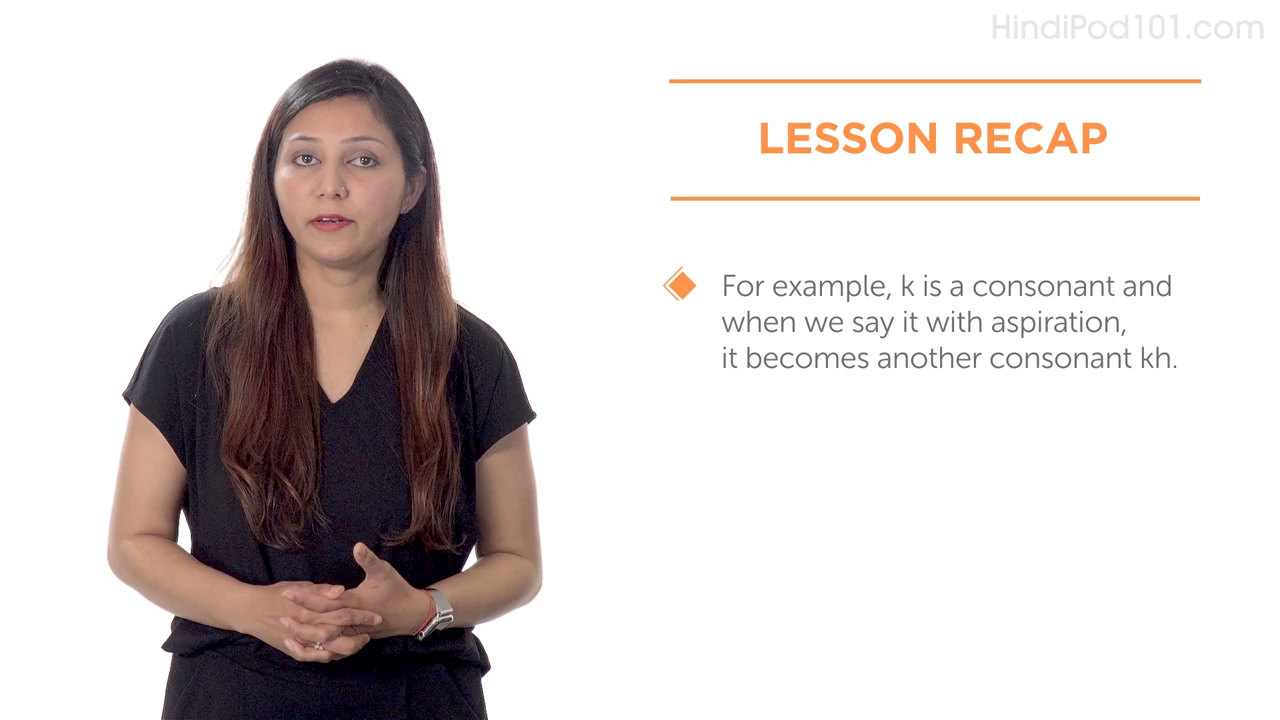 HindiPod101.com
LESSON RECAP
For example, k is a consonant and
when we say it with aspiration,
it becomes another consonant kh.